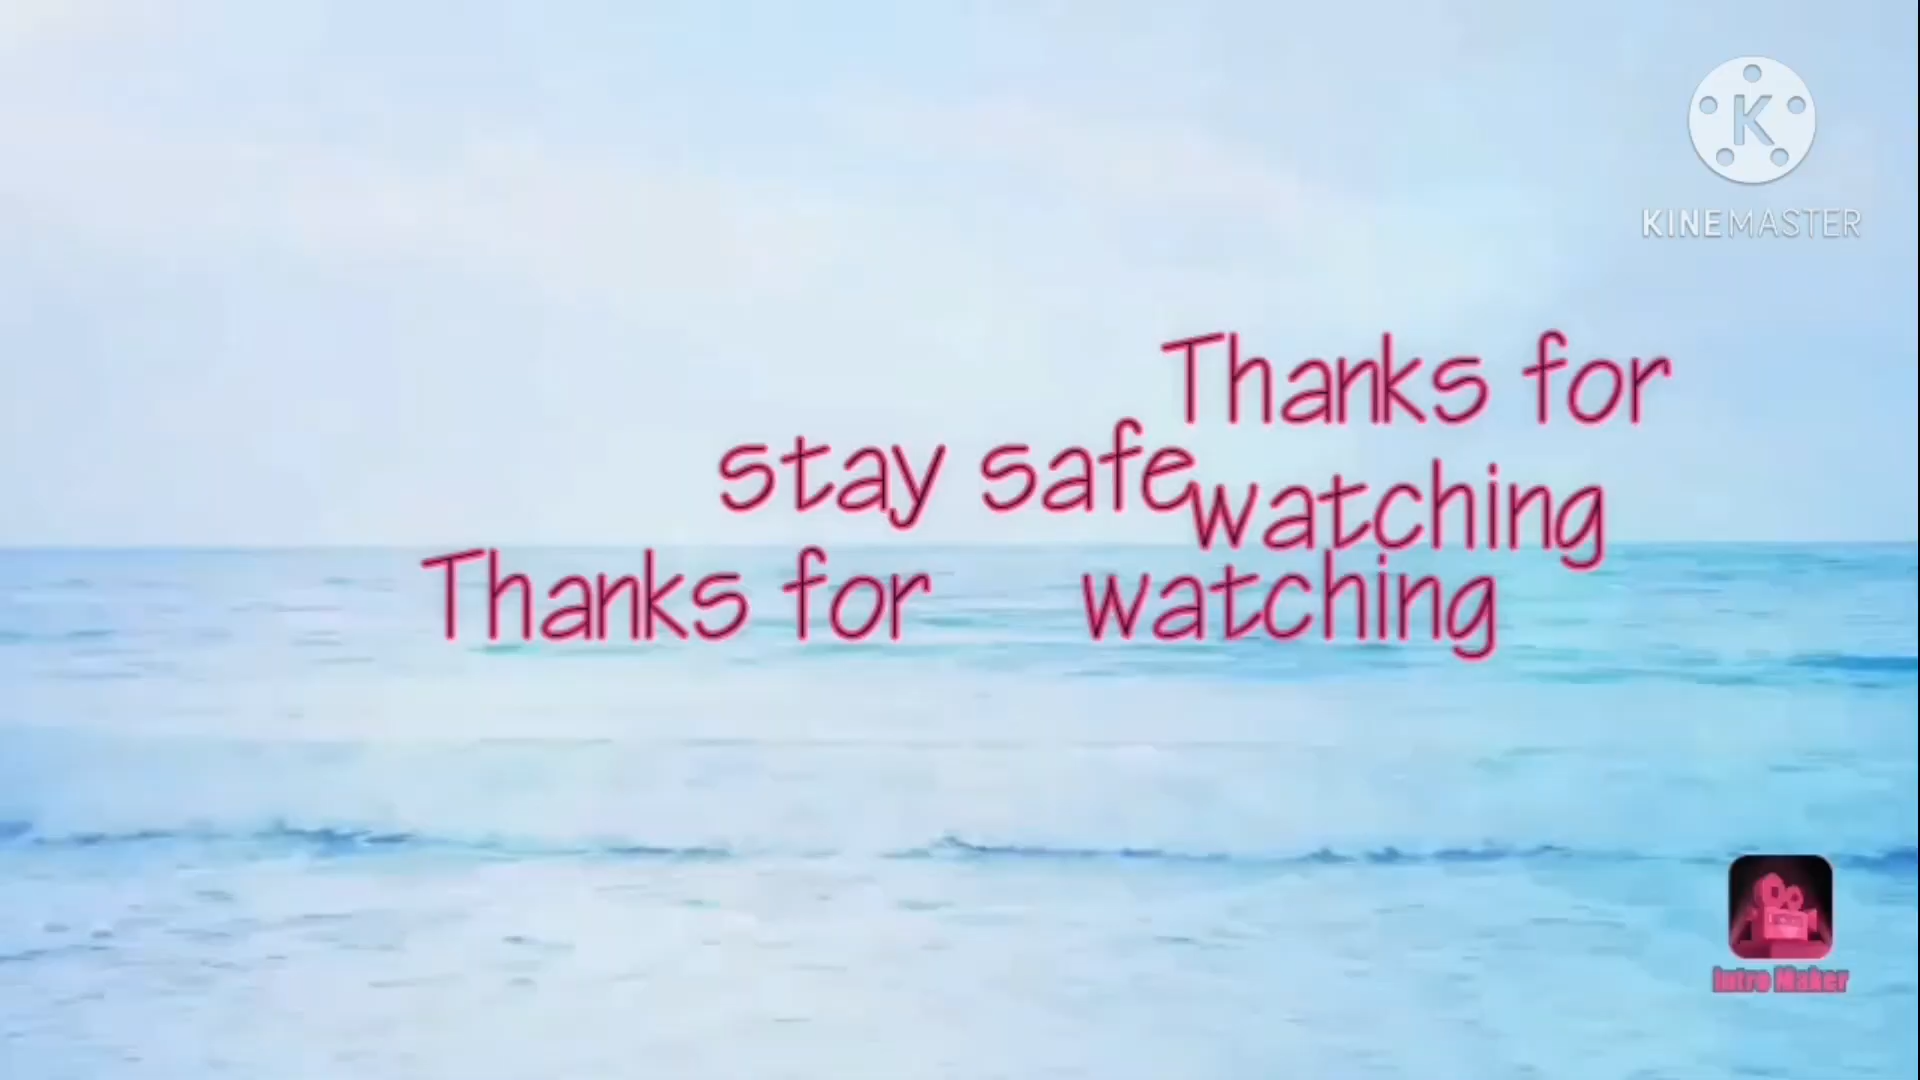 KINEMASTER
Thanks for
stay safe
watching
Thanks for watching
Intro Maker